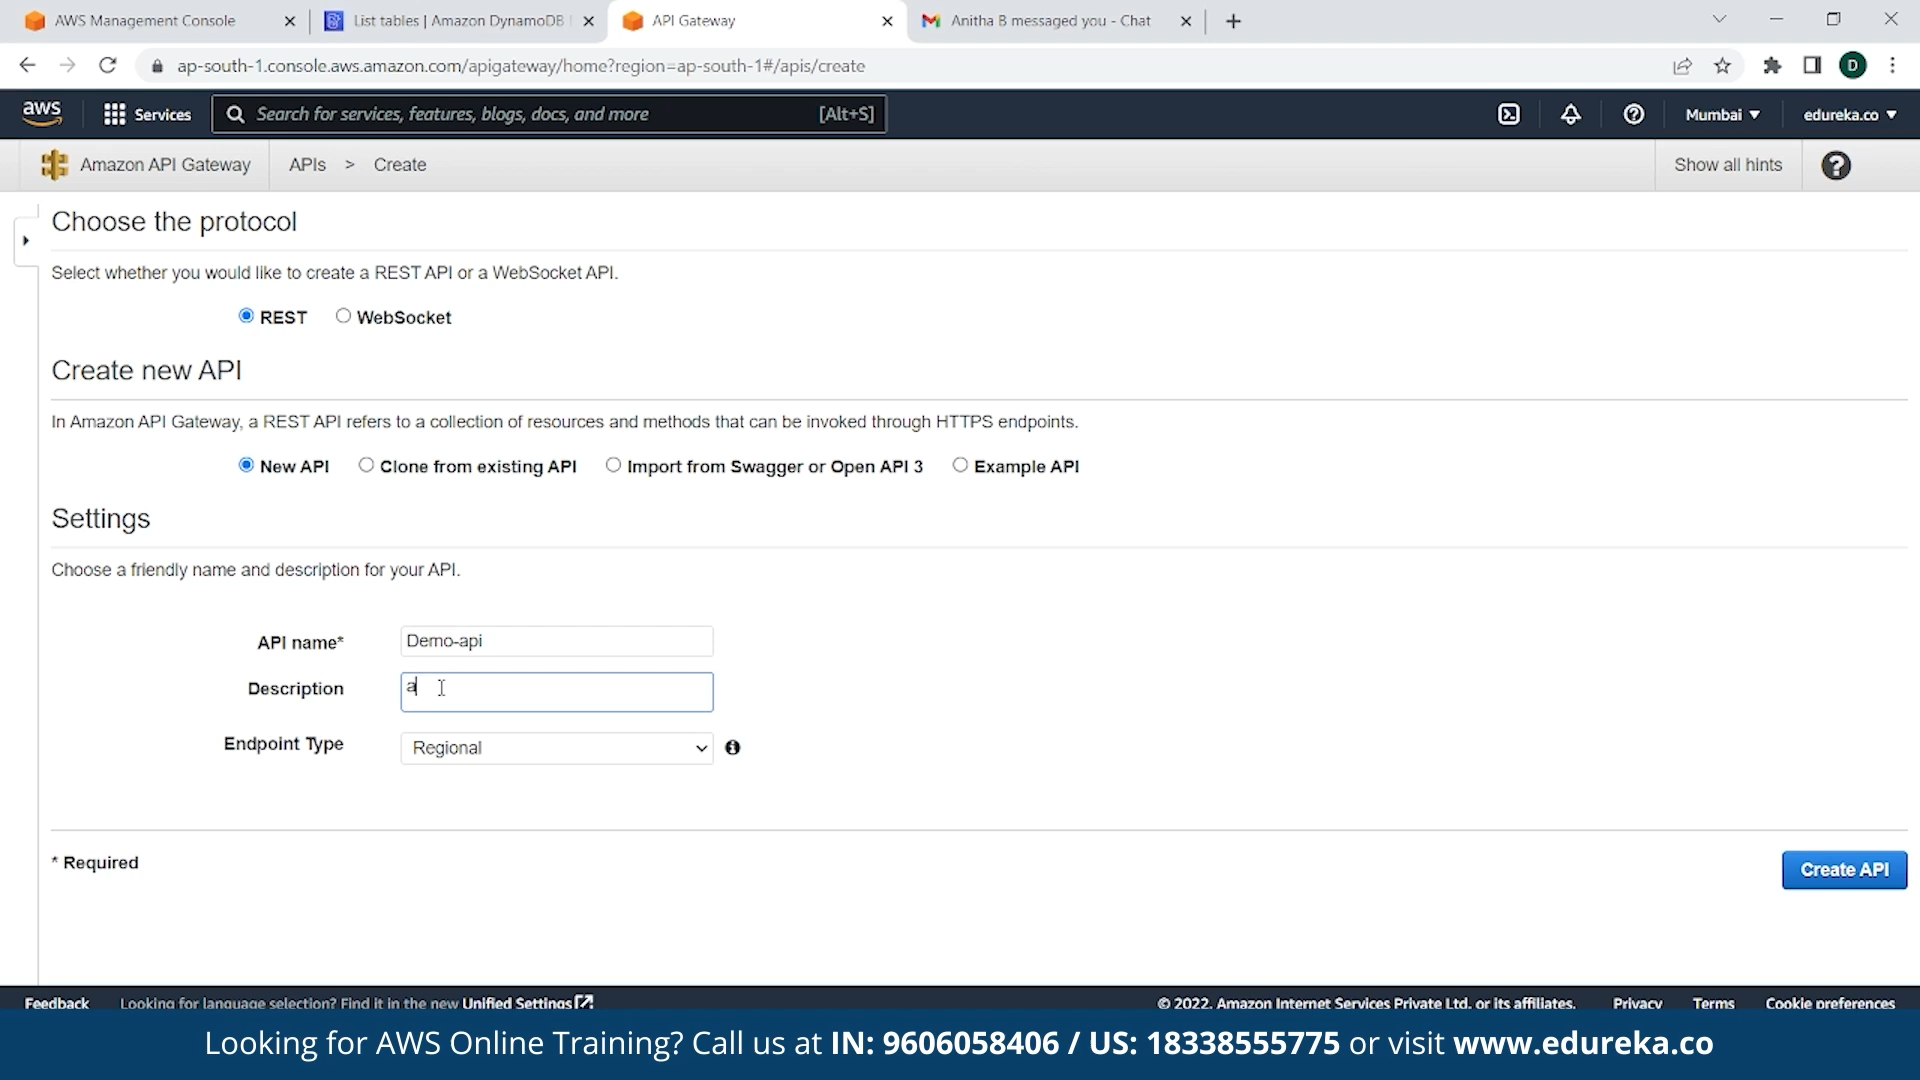 AWS Management Console
List tables | Amazon DynamoDB
API Gateway
Anitha B messaged you - Chat
ap-south-1.console.aws.amazon.com/apigateway/home?region=ap-south-1#/apis/create
D
aws
Services
Search for services, features, blogs, docs, and more
[Alt+S]
Mumbai
edureka.co
Amazon API Gateway
APIs > Create
Show all hints
Choose the protocol
Select whether you would like to create a REST API or a WebSocket API.
REST
WebSocket
Create new API
In Amazon API Gateway, a REST API refers to a collection of resources and methods that can be invoked through HTTPS endpoints.
New API
Clone from existing API
Import from Swagger or Open API 3
Example API
Settings
Choose a friendly name and description for your API.
API name*
Demo-api
Description
a
Endpoint Type
Regional
* Required
Create API
Feedback
Looking for language selection? Find it in the new Unified Settings
© 2022, Amazon Internet Services Private Ltd. or its affiliates.
Privacy
Terms
Cookie preferences
Looking for AWS Online Training? Call us at IN: 9606058406 / US: 18338555775 or visit www.edureka.co